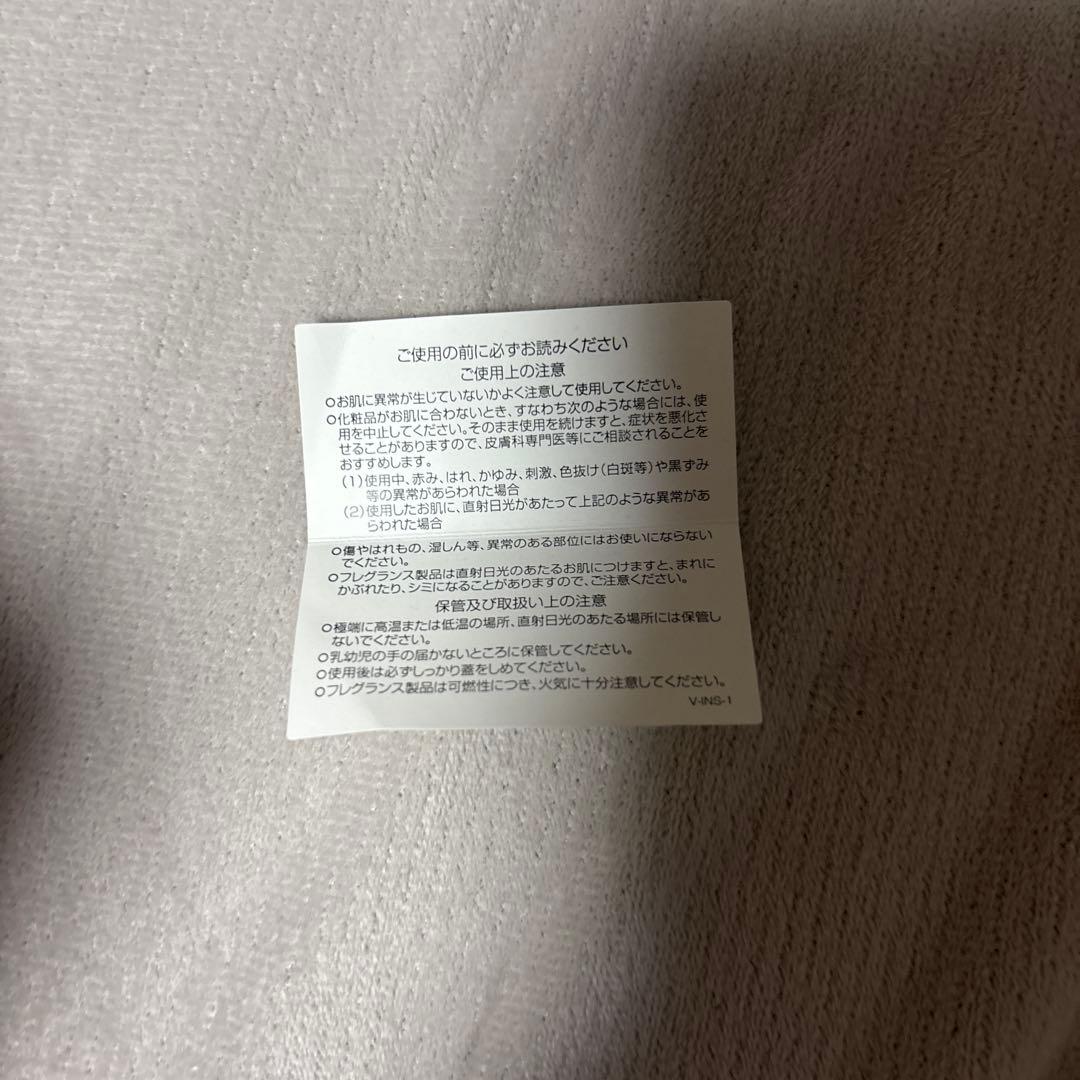 ご使用の前に必ずお読みください
ご使用上の注意
○お肌に異常が生じていないかよく注意して使用してください。
○化粧品がお肌に合わないとき、すなわち次のような場合には、使
用を中止してください。そのまま使用を続けますと、症状を悪化さ
せることがありますので、皮膚科専門医等にご相談されることを
おすすめします。
(1)使用中、赤み、はれ、かゆみ、刺激、色抜け(白斑等)や黒ずみ
等の異常があらわれた場合
(2)使用したお肌に、直射日光があたって上記のような異常があ
らわれた場合
○傷やはれもの、湿しん等、異常のある部位にはお使いにならない
でください。
○フレグランス製品は直射日光のあたるお肌につけますと、まれに
かぶれたり、シミになることがありますので、ご注意ください。
保管及び取扱い上の注意
○極端に高温または低温の場所、直射日光のあたる場所には保管し
ないでください。
○乳幼児の手の届かないところに保管してください。
○使用後は必ずしっかり蓋をしめてください。
○フレグランス製品は可燃性につき、火気に十分注意してください。
V-INS-1